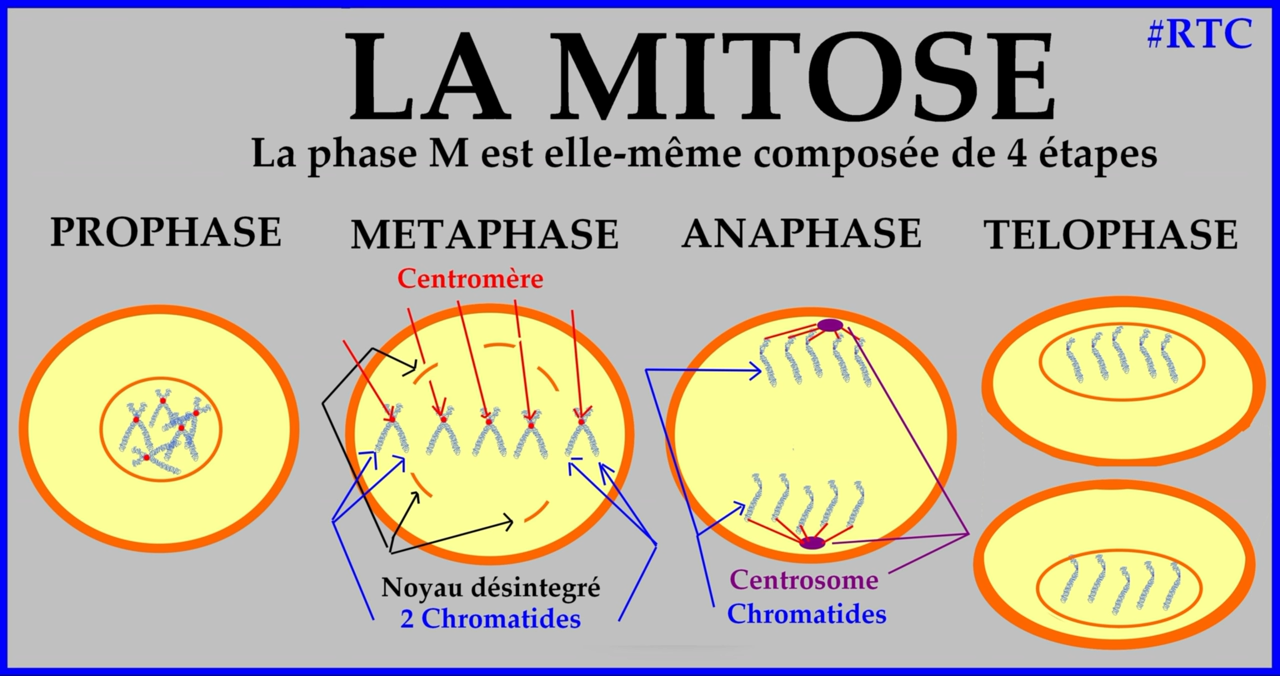 #RTC
LA MITOSE
La phase M est elle-même composée de 4 étapes
PROPHASE
METAPHASE
ANAPHASE
TELOPHASE
Centromère
Noyau désintegré
2 Chromatides
Centrosome
Chromatides